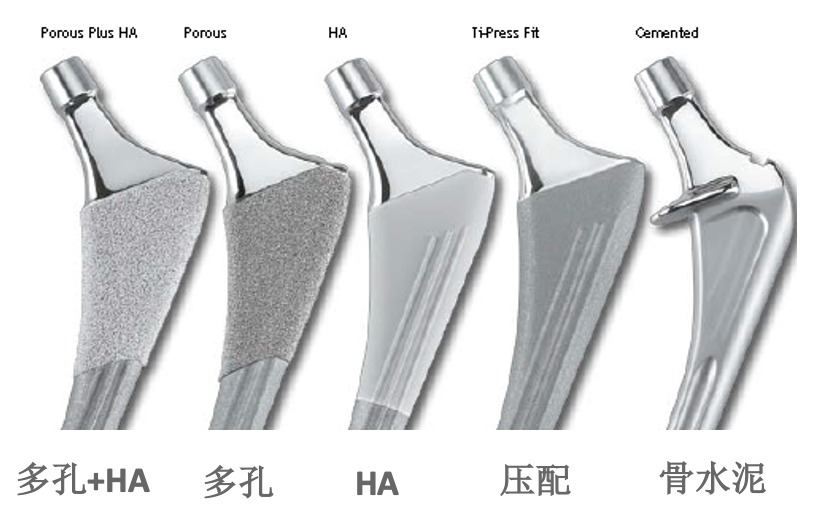 Porous Plus HA
Porous
HA
Ti-Press Fit
Cemented
多孔+HA
多孔
HA
压配
骨水泥